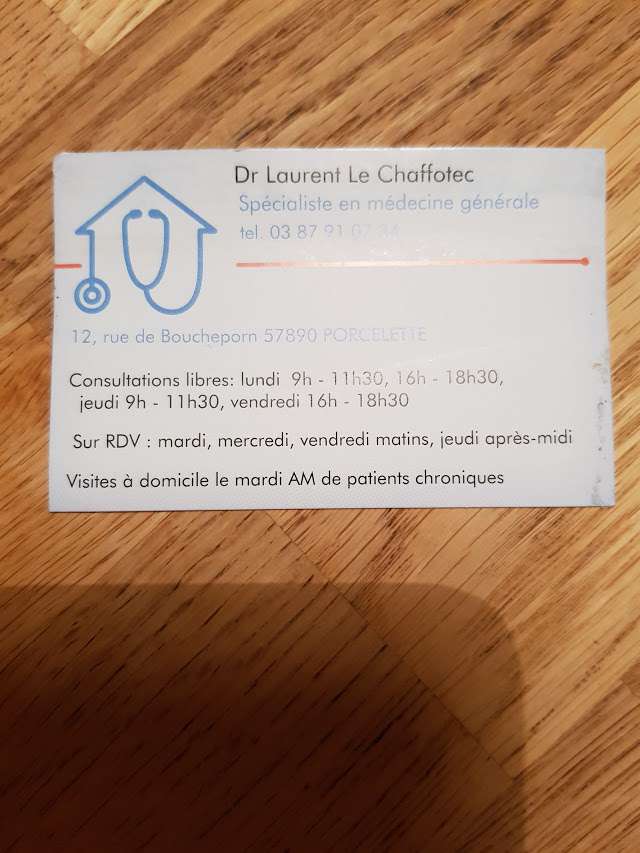 Dr Laurent Le Chaffotec
Spécialiste en médecine générale
tel. 03 87 91 07
12, rue de Boucheporn 57890 PORCELETTE
Consultations libres: lundi 9h - 11h30, 16h - 18h30,
jeudi 9h - 11h30, vendredi 16h - 18h30
Sur RDV : mardi, mercredi, vendredi matins, jeudi après-midi
Visites à domicile le mardi AM de patients chroniques